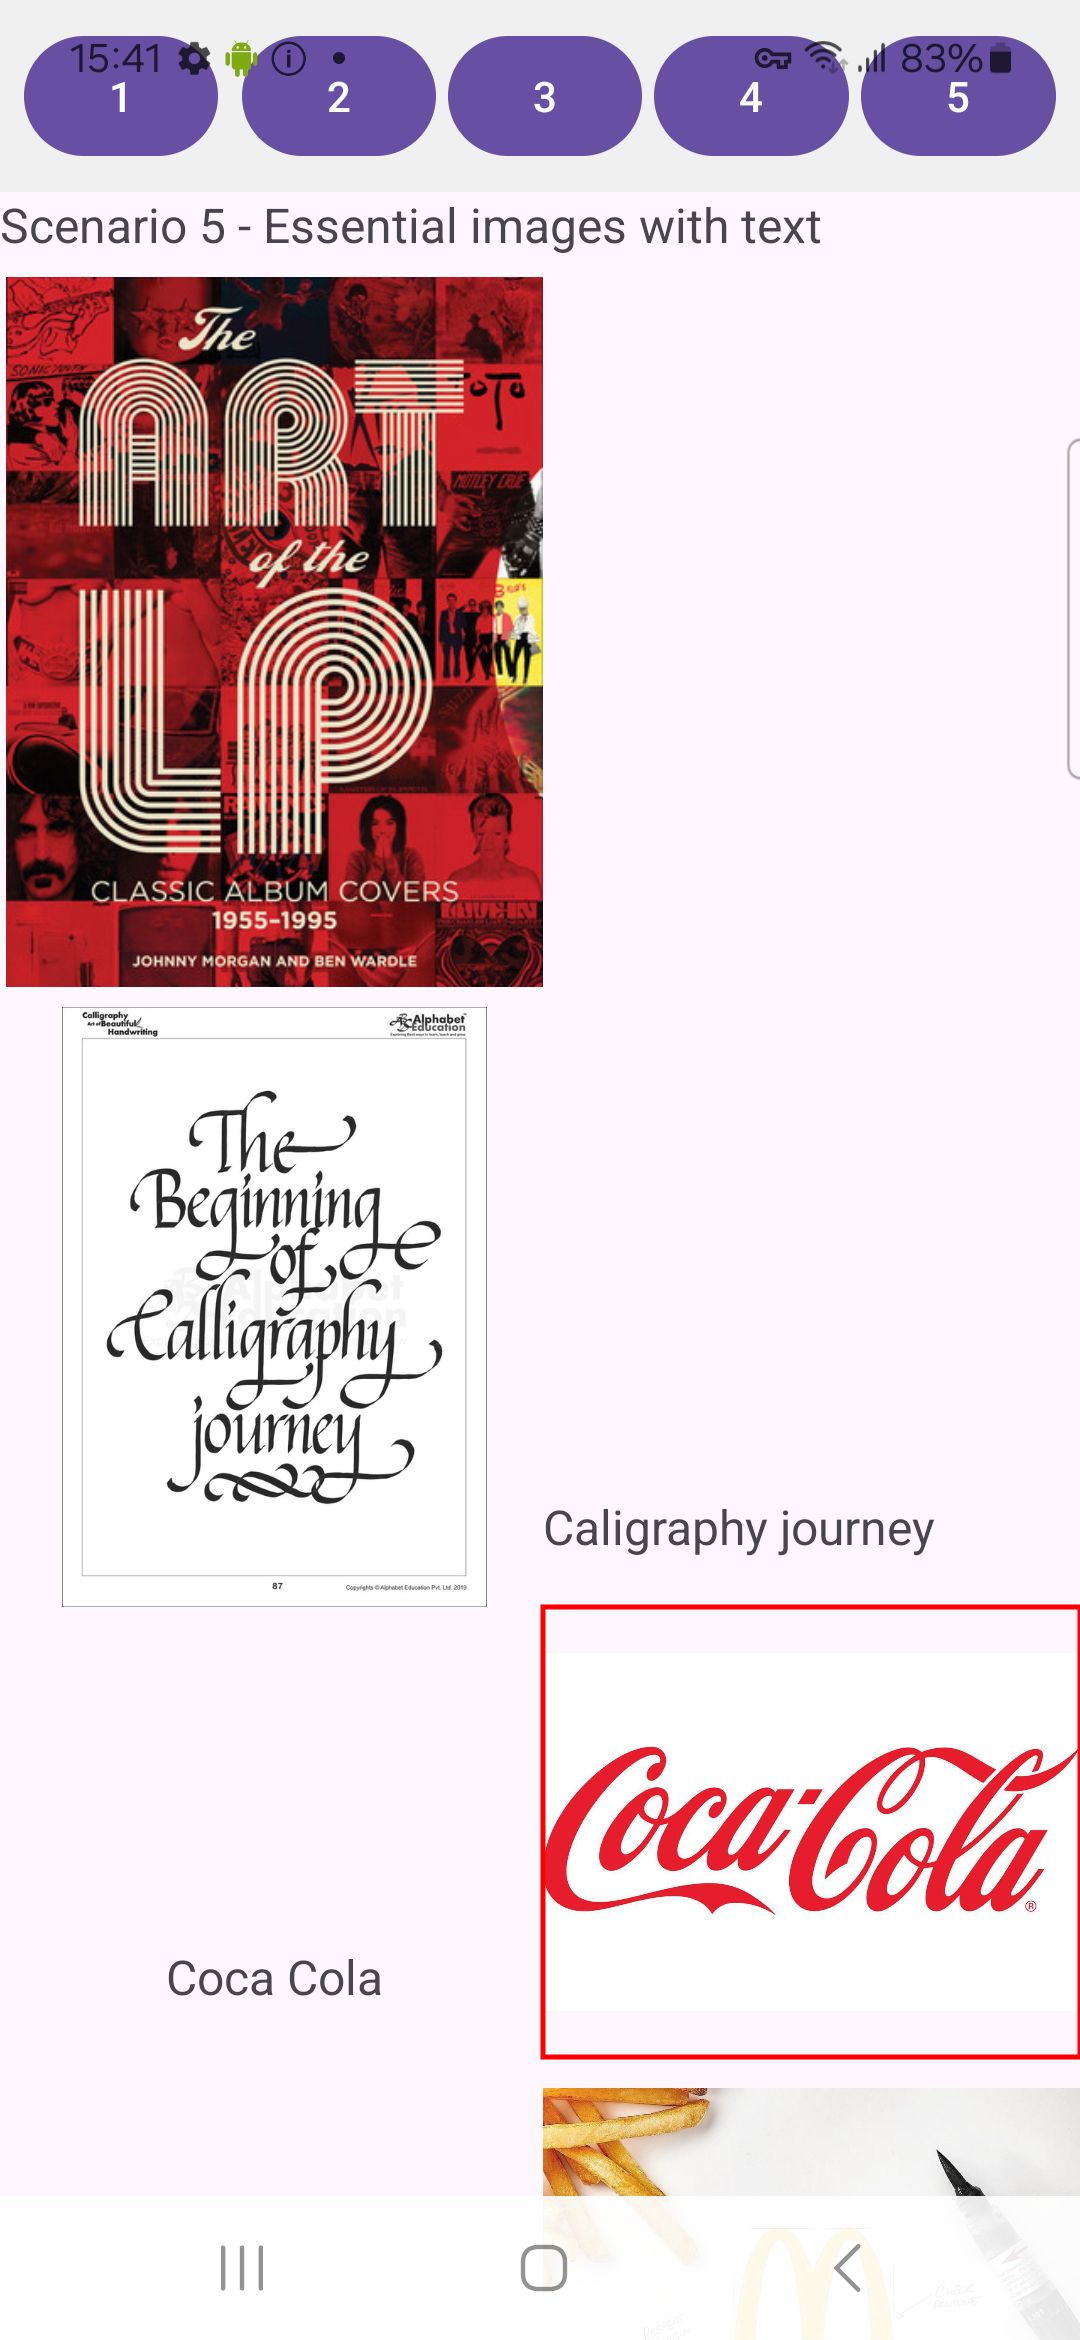 15:41
83%
1 2 3 4 5
Scenario 5 - Essential images with text
The
ART
of the
LP
CLASSIC ALBUM COVERS
1955-1995
JOHNNY MORGAN AND BEN WARDLE
SONIC YOUTH
MÖTLEY CRÜE
Calligraphy
Art of Beautiful
Handwriting
Alphabet
Education
The
Beginning
of
Calligraphy
journey
87
Copyrights © Alphabet Education Pvt. Ltd. 2019
Caligraphy journey
Coca-Cola®
Coca Cola